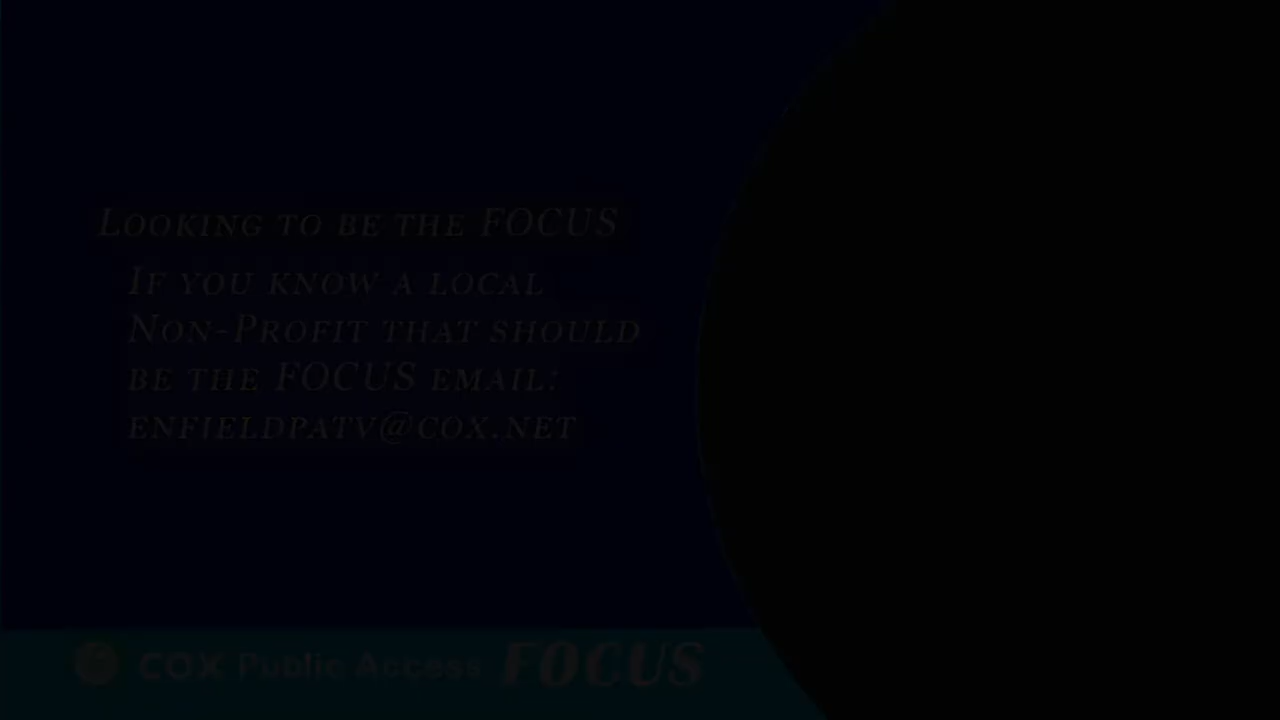 LOOKING TO BE THE FOCUS
IF YOU KNOW A LOCAL
NON-PROFIT THAT SHOULD
BE THE FOCUS EMAIL:
ENFIELDPATV@COX.NET
COX Public Access FOCUS